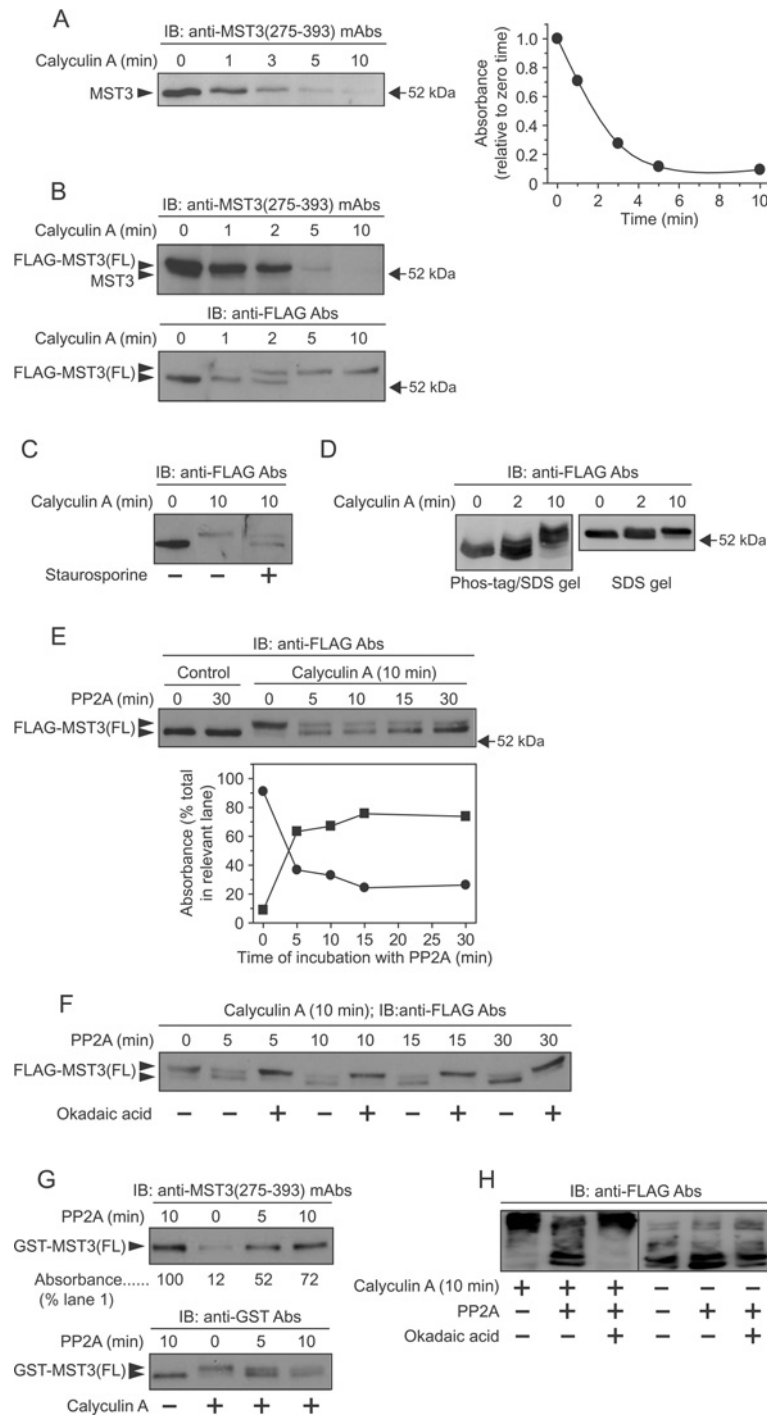 A
IB: anti-MST3(275-393) mAbs
Calyculin A (min) 0 1 3 5 10
MST3 52 kDa
Absorbance
(relative to zero time)
1.0
0.8
0.6
0.4
0.2
0
0 2 4 6 8 10
Time (min)
B
IB: anti-MST3(275-393) mAbs
Calyculin A (min) 0 1 2 5 10
FLAG-MST3(FL)
MST3 52 kDa
IB: anti-FLAG Abs
Calyculin A (min) 0 1 2 5 10
FLAG-MST3(FL) 52 kDa
C
IB: anti-FLAG Abs
Calyculin A (min) 0 10 10
Staurosporine − − +
D
IB: anti-FLAG Abs
Calyculin A (min) 0 2 10 0 2 10
52 kDa
Phos-tag/SDS gel SDS gel
E
IB: anti-FLAG Abs
Control Calyculin A (10 min)
PP2A (min) 0 30 0 5 10 15 30
FLAG-MST3(FL) 52 kDa
Absorbance (% total
in relevant lane)
100
80
60
40
20
0
0 5 10 15 20 25 30
Time of incubation with PP2A (min)
F
Calyculin A (10 min); IB:anti-FLAG Abs
PP2A (min) 0 5 5 10 10 15 15 30 30
FLAG-MST3(FL)
Okadaic acid − − + − + − + − +
G
IB: anti-MST3(275-393) mAbs
PP2A (min) 10 0 5 10
GST-MST3(FL)
Absorbance...... 100 12 52 72
(% lane 1)
IB: anti-GST Abs
PP2A (min) 10 0 5 10
GST-MST3(FL)
Calyculin A − + + +
H
IB: anti-FLAG Abs
Calyculin A (10 min) + + + − − −
PP2A − + + − + +
Okadaic acid − − + − − +